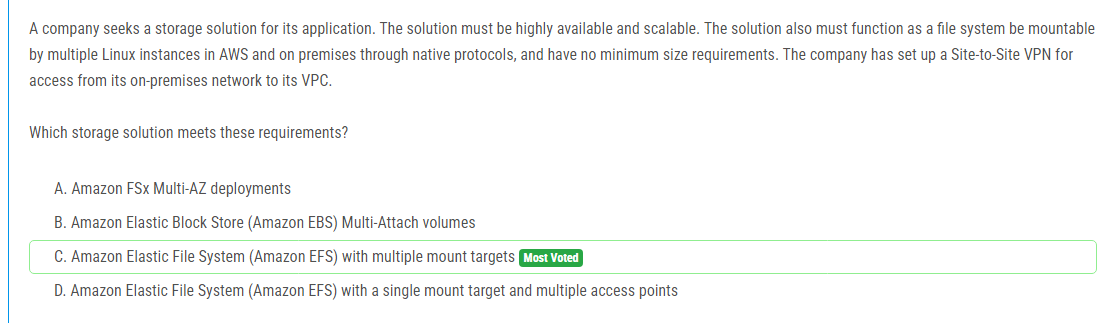 A company seeks a storage solution for its application. The solution must be highly available and scalable. The solution also must function as a file system be mountable
by multiple Linux instances in AWS and on premises through native protocols, and have no minimum size requirements. The company has set up a Site-to-Site VPN for
access from its on-premises network to its VPC.
Which storage solution meets these requirements?
A. Amazon FSx Multi-AZ deployments
B. Amazon Elastic Block Store (Amazon EBS) Multi-Attach volumes
C. Amazon Elastic File System (Amazon EFS) with multiple mount targets Most Voted
D. Amazon Elastic File System (Amazon EFS) with a single mount target and multiple access points